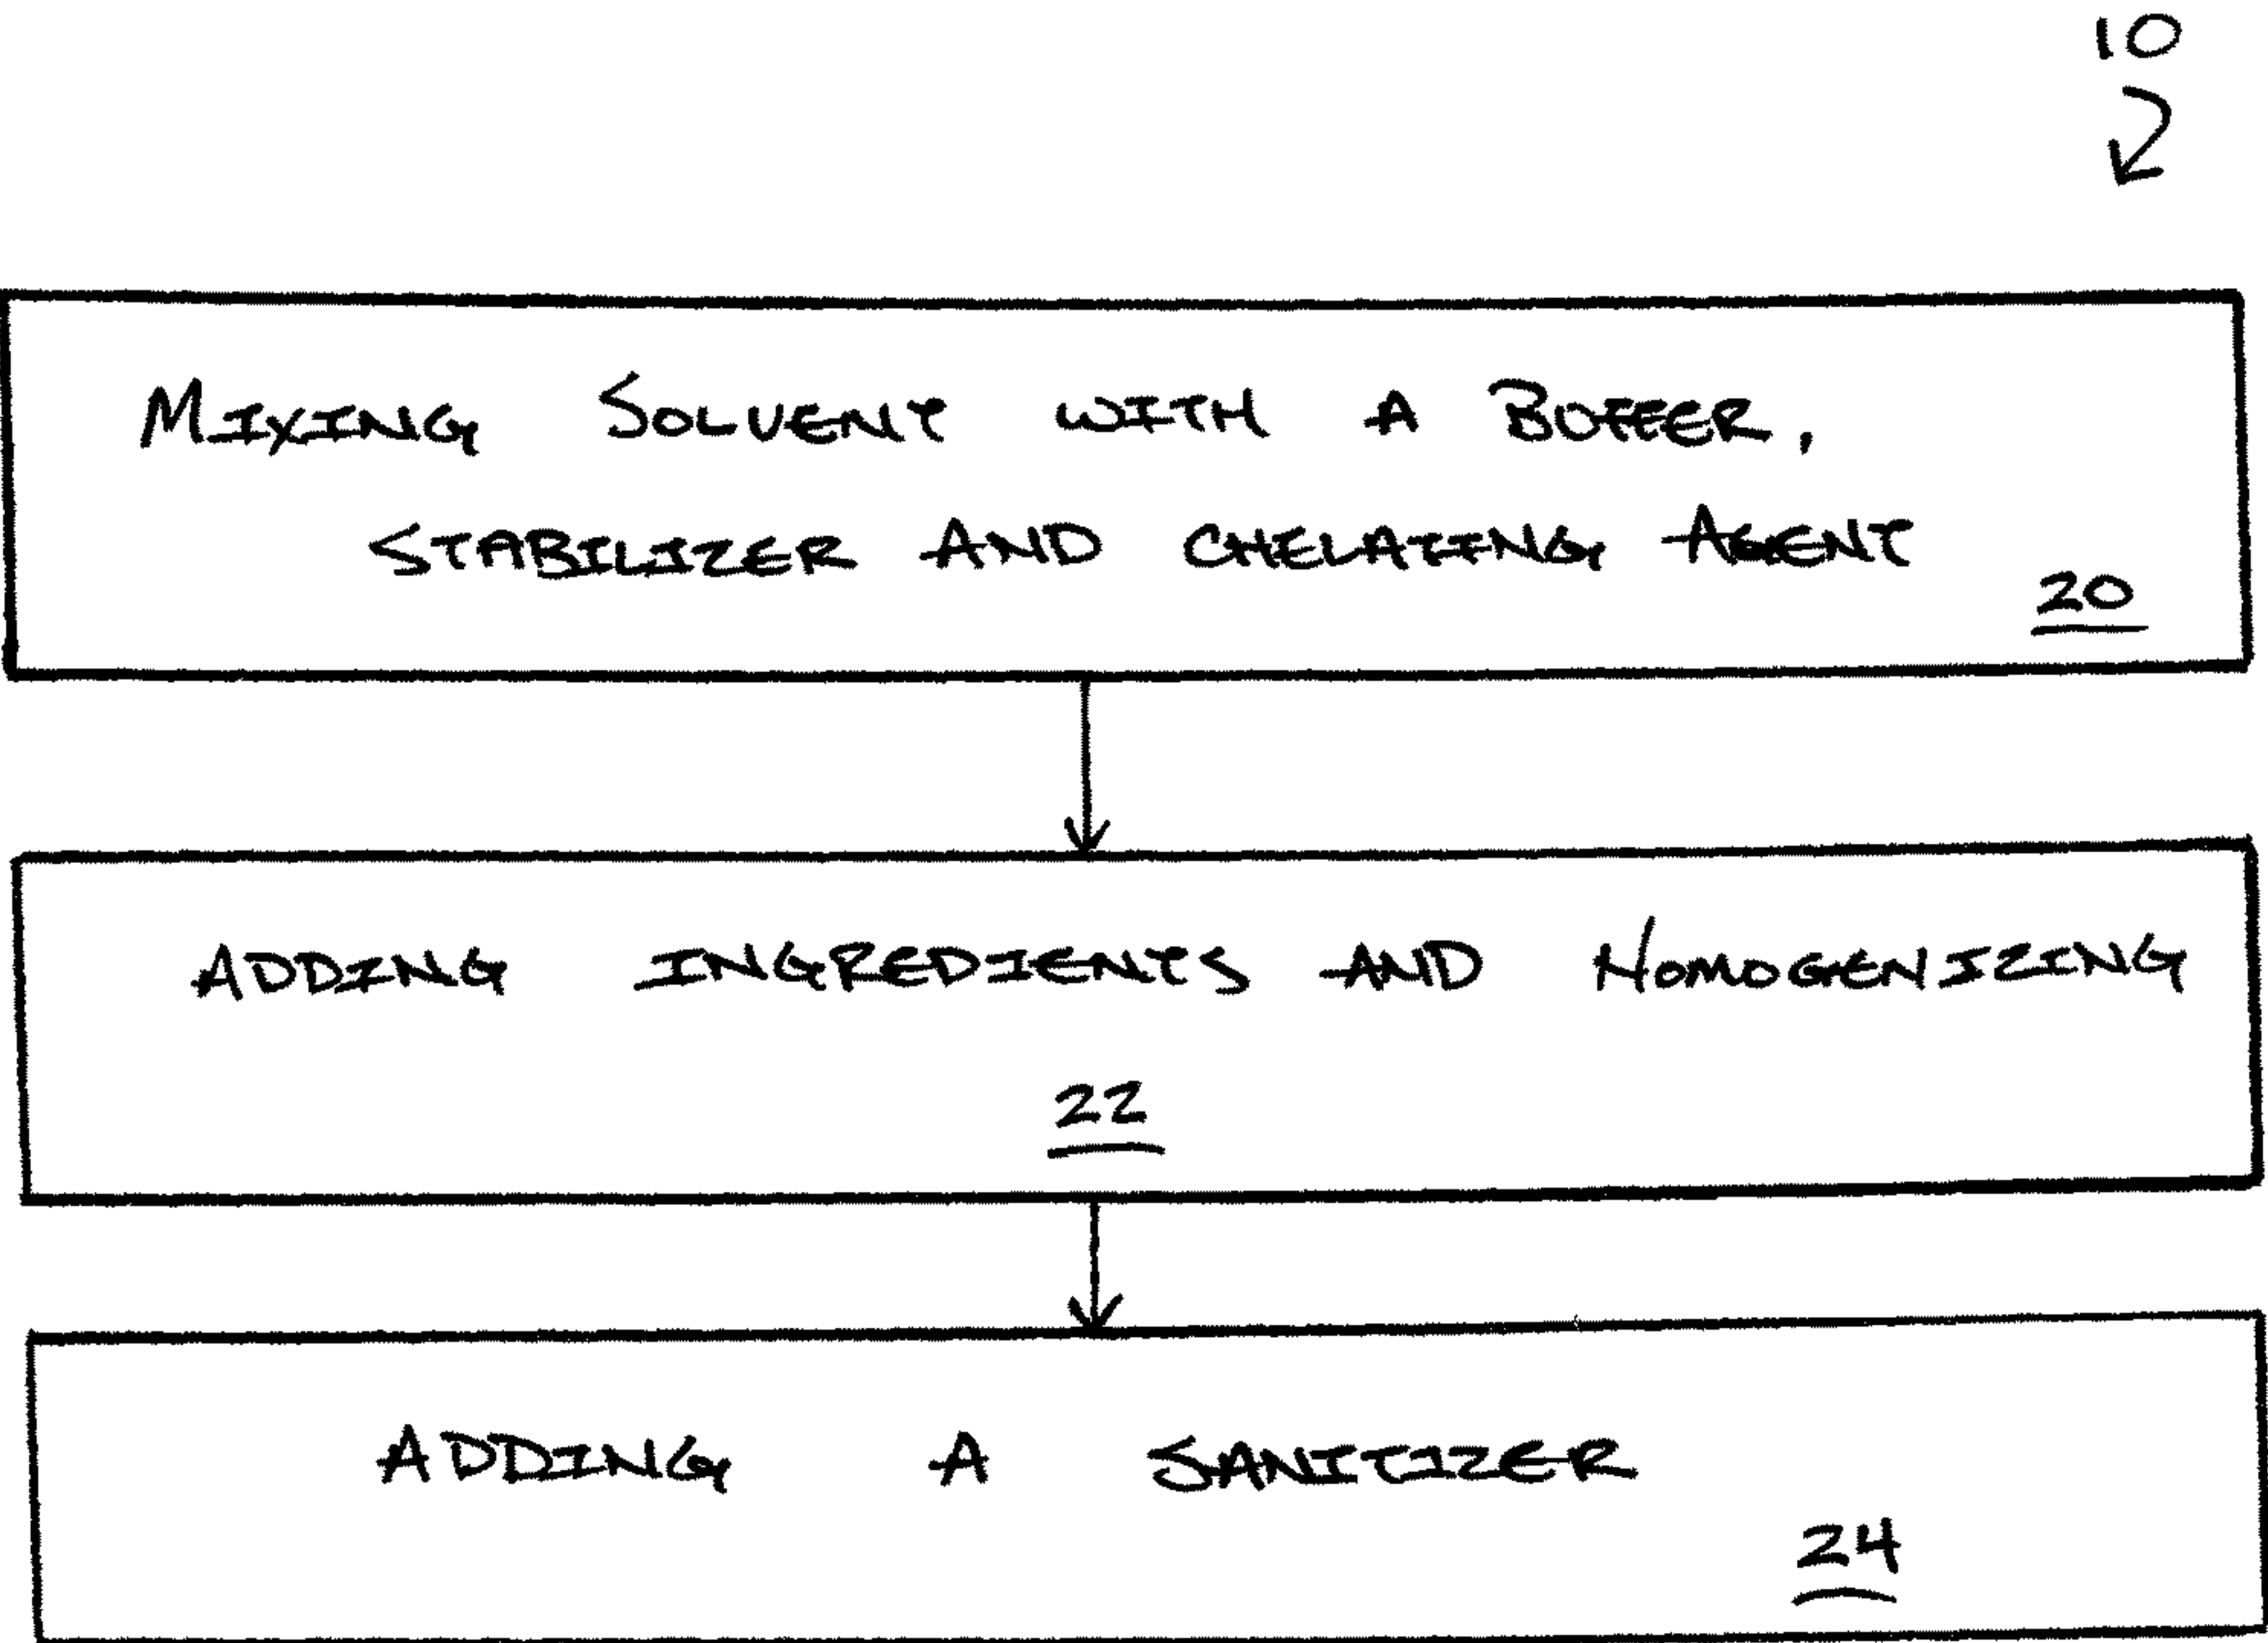 10
MIXING SOLVENT WITH A BUFFER,
STABILIZER AND CHELATING AGENT
20
ADDING INGREDIENTS AND HOMOGENIZING
22
ADDING A SANITIZER
24